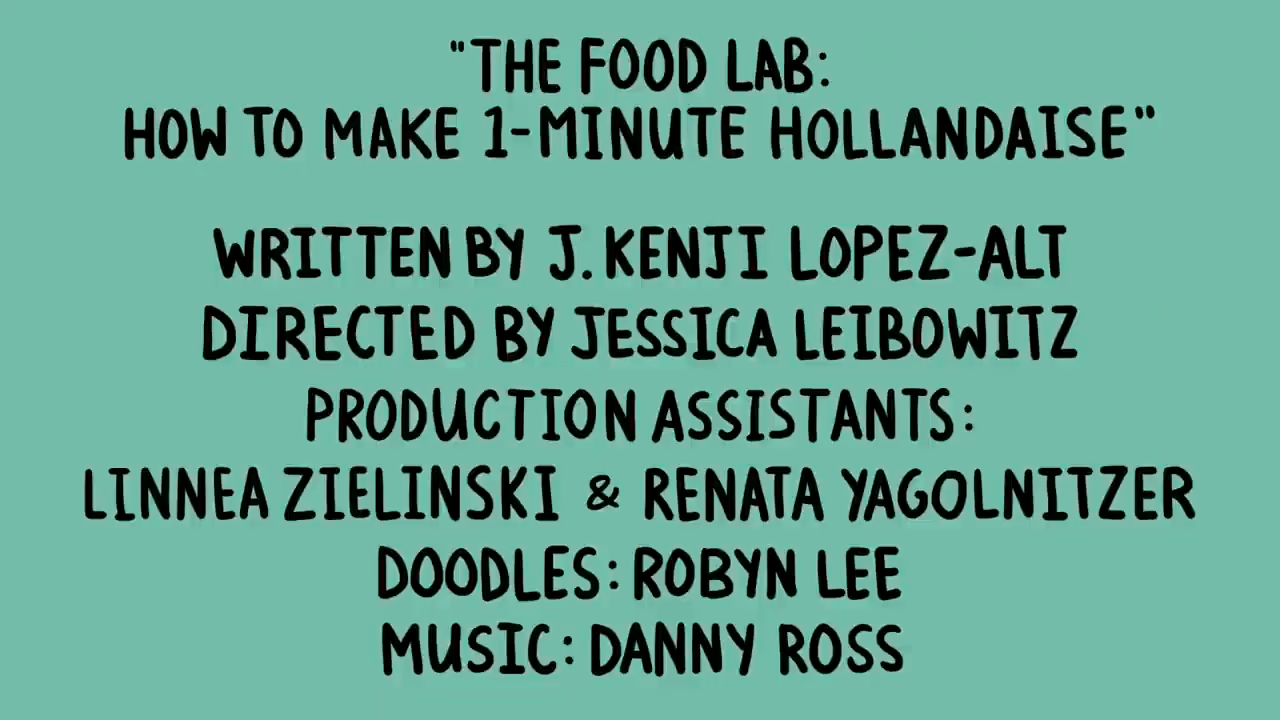 "THE FOOD LAB:
HOW TO MAKE 1-MINUTE HOLLANDAISE"
WRITTEN BY J. KENJI LOPEZ-ALT
DIRECTED BY JESSICA LEIBOWITZ
PRODUCTION ASSISTANTS:
LINNEA ZIELINSKI & RENATA YAGOLNITZER
DOODLES: ROBYN LEE
MUSIC: DANNY ROSS